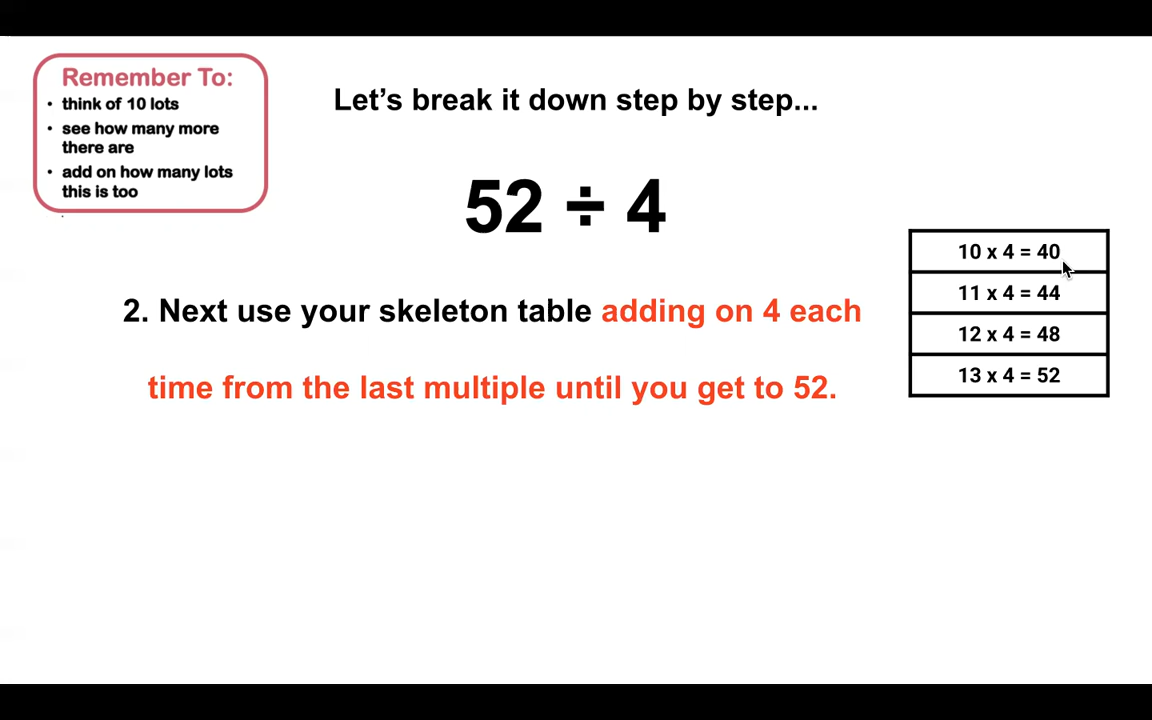 Remember To:
• think of 10 lots
• see how many more
there are
• add on how many lots
this is too
Let’s break it down step by step...
52 ÷ 4
10 x 4 = 40
11 x 4 = 44
12 x 4 = 48
13 x 4 = 52
2. Next use your skeleton table adding on 4 each
time from the last multiple until you get to 52.